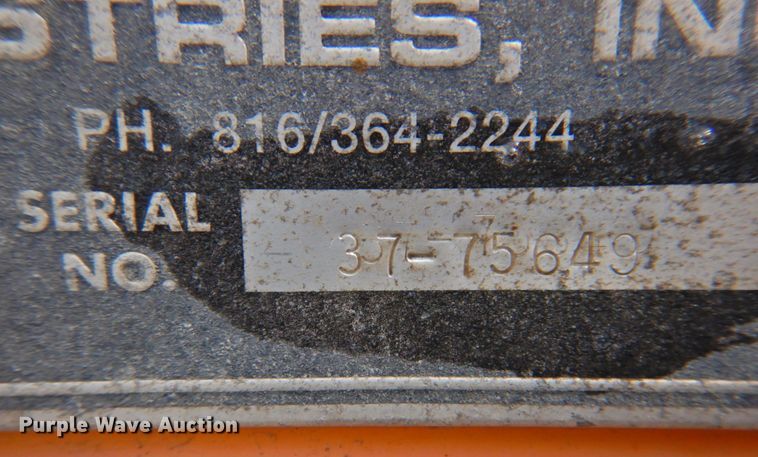 STRIES, IN
PH. 816/364-2244
SERIAL
NO.
37-75649
Purple Wave Auction